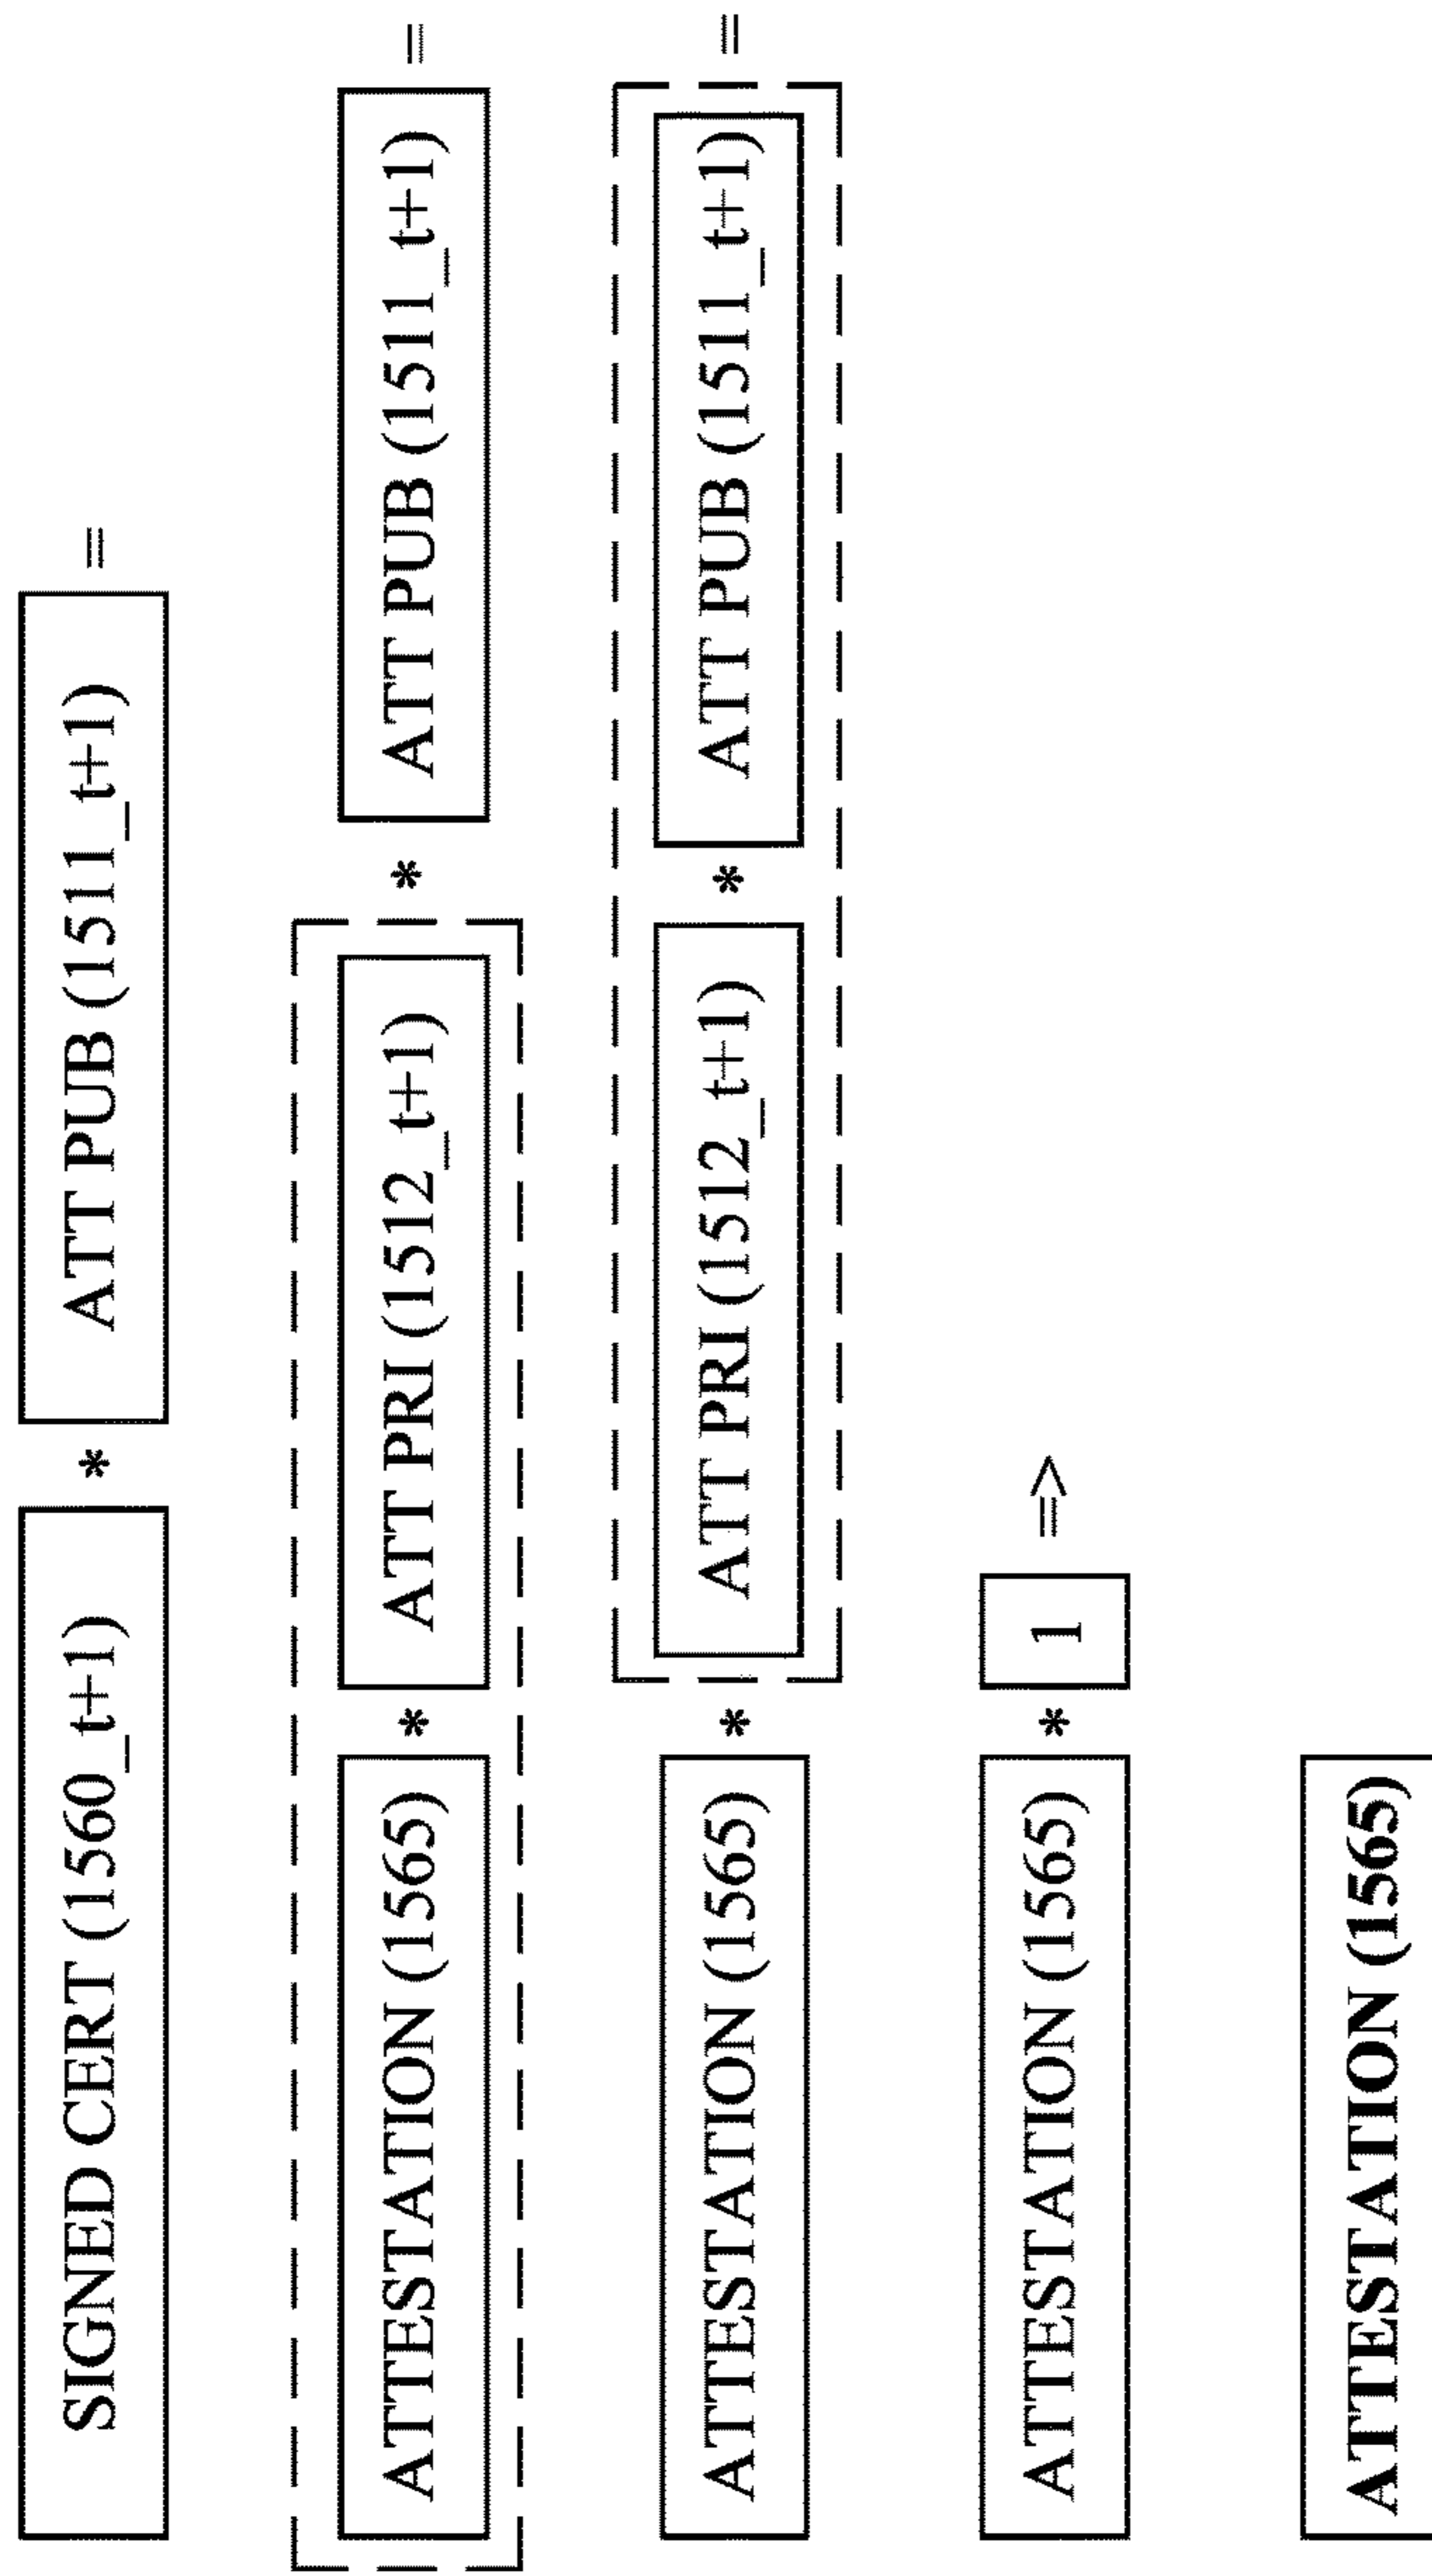 SIGNED CERT (1560_t+1) * ATT PUB (1511_t+1) =
ATTESTATION (1565) * ATT PRI (1512_t+1) * ATT PUB (1511_t+1) =
ATTESTATION (1565) * ATT PRI (1512_t+1) * ATT PUB (1511_t+1) =
ATTESTATION (1565) * 1 =>
ATTESTATION (1565)